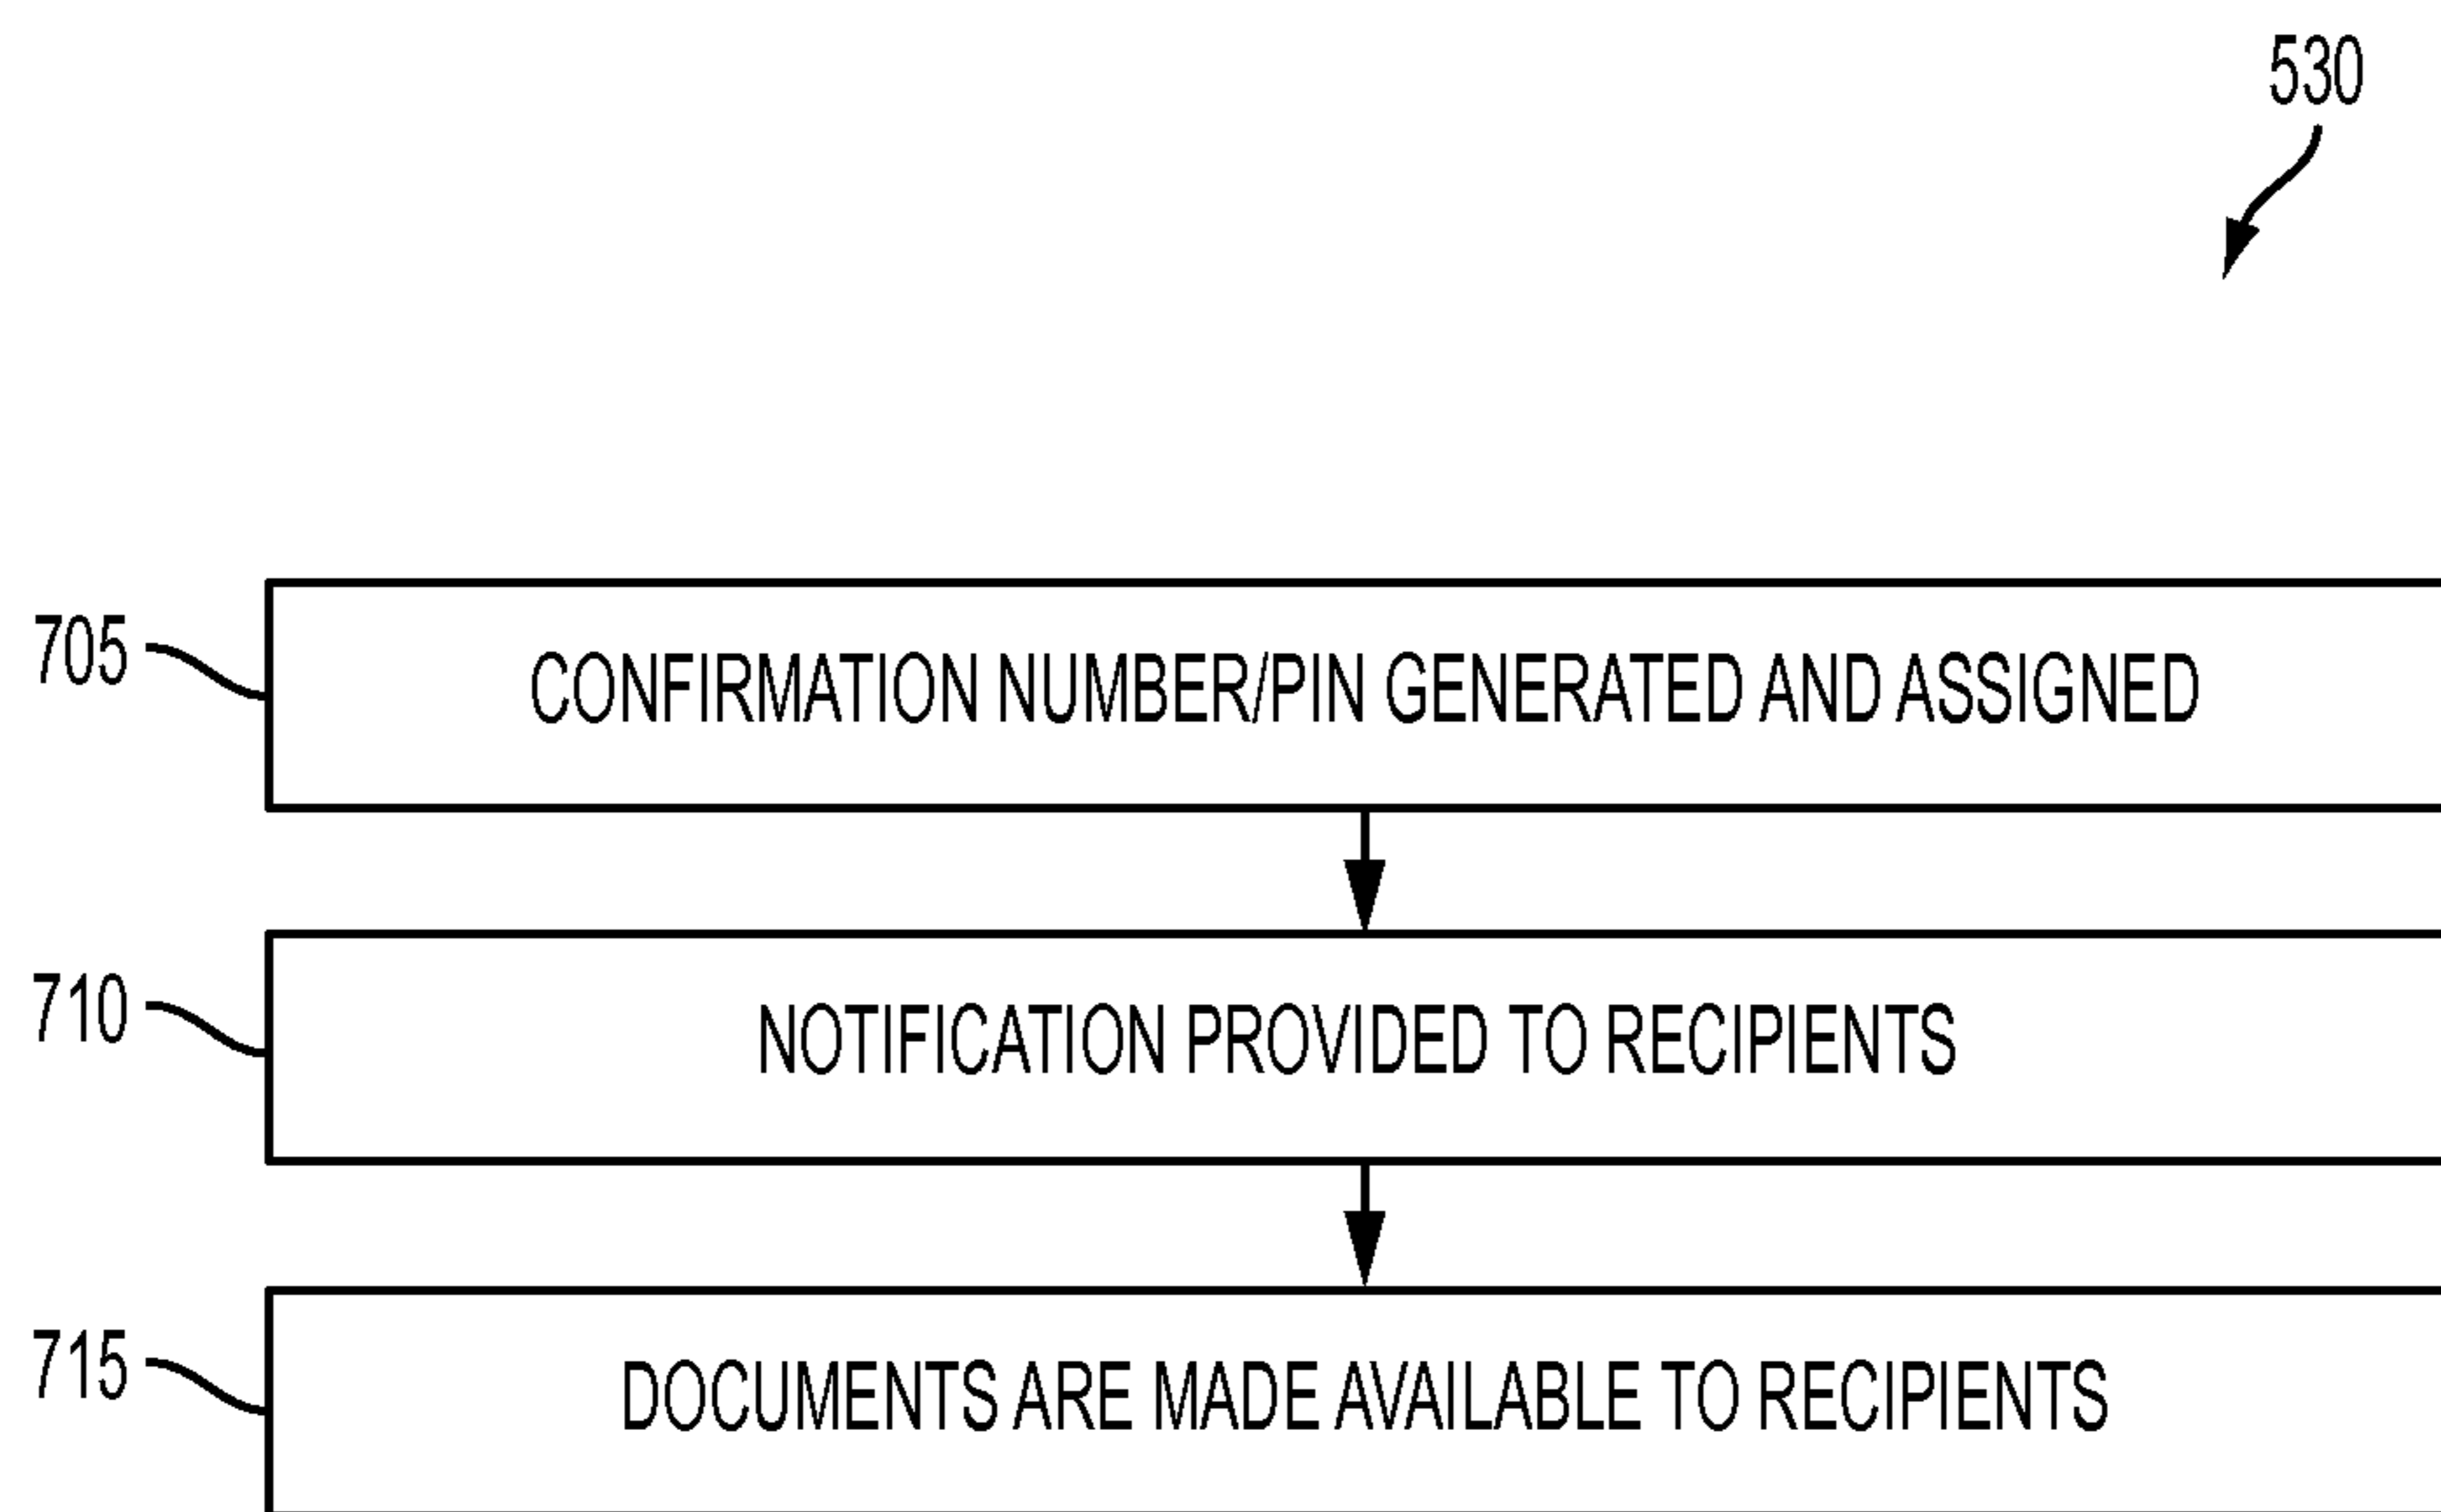 530
705 CONFIRMATION NUMBER/PIN GENERATED AND ASSIGNED
710 NOTIFICATION PROVIDED TO RECIPIENTS
715 DOCUMENTS ARE MADE AVAILABLE TO RECIPIENTS